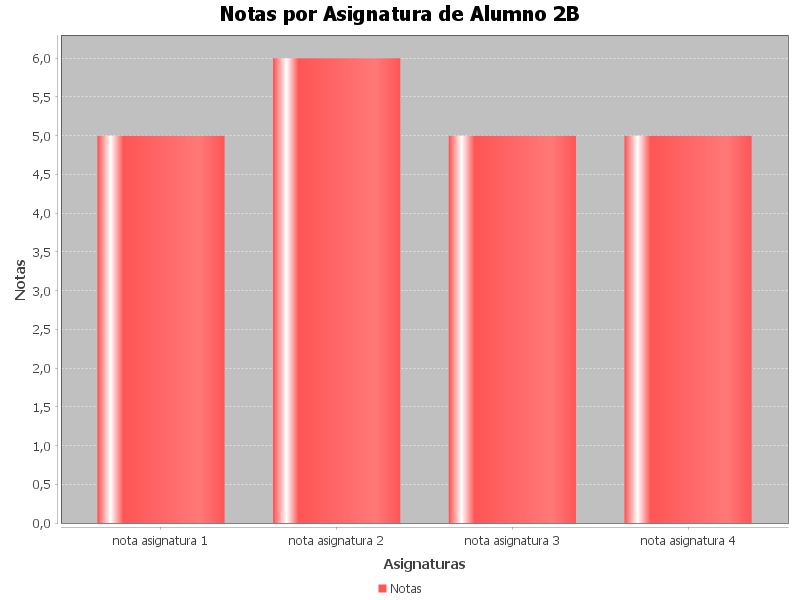 Notas por Asignatura de Alumno 2B
Notas
6,0
5,5
5,0
4,5
4,0
3,5
3,0
2,5
2,0
1,5
1,0
0,5
0,0
nota asignatura 1
nota asignatura 2
nota asignatura 3
nota asignatura 4
Asignaturas
Notas